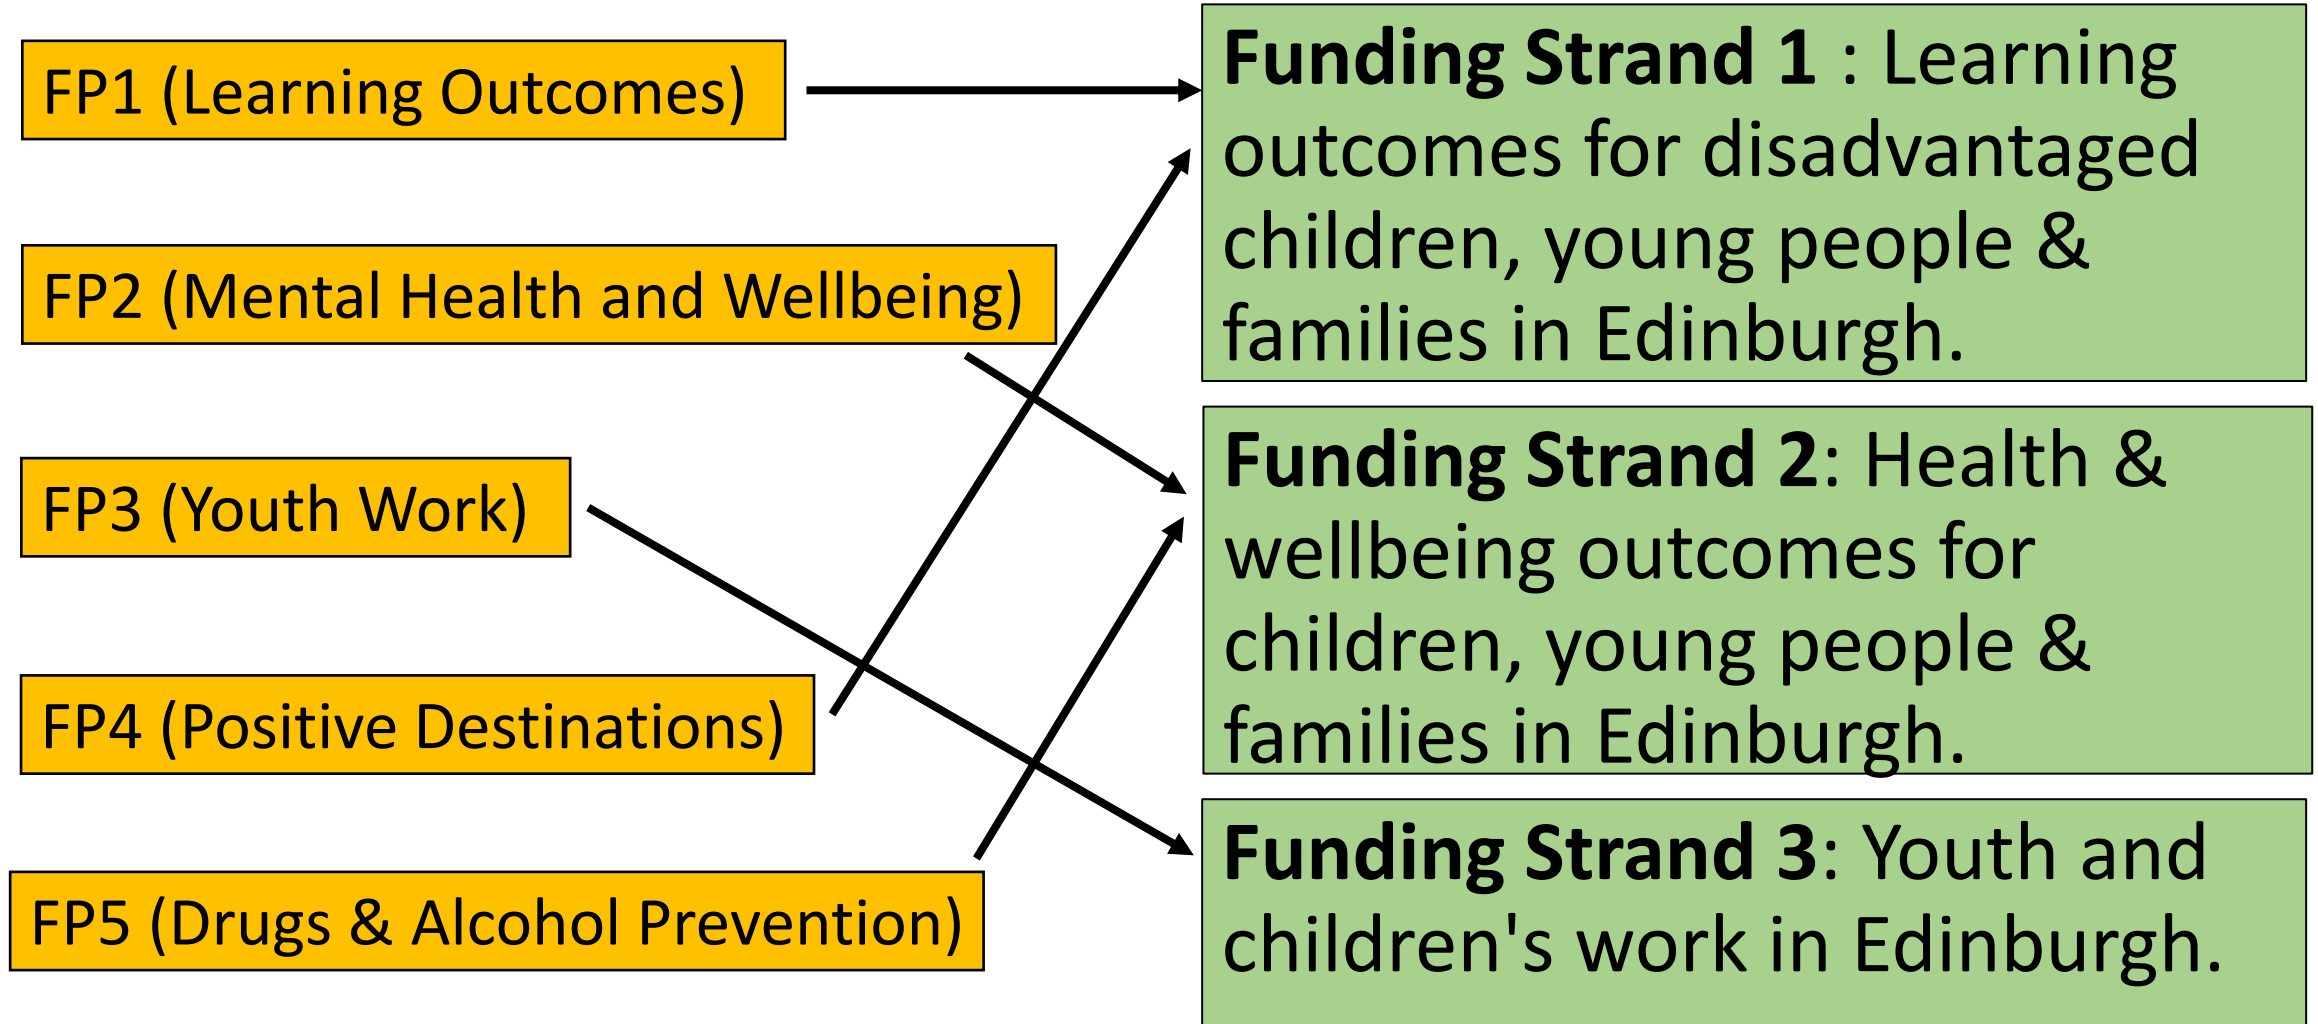 FP1 (Learning Outcomes)
FP2 (Mental Health and Wellbeing)
FP3 (Youth Work)
FP4 (Positive Destinations)
FP5 (Drugs & Alcohol Prevention)
Funding Strand 1 : Learning
outcomes for disadvantaged
children, young people &
families in Edinburgh.
Funding Strand 2: Health &
wellbeing outcomes for
children, young people &
families in Edinburgh.
Funding Strand 3: Youth and
children's work in Edinburgh.